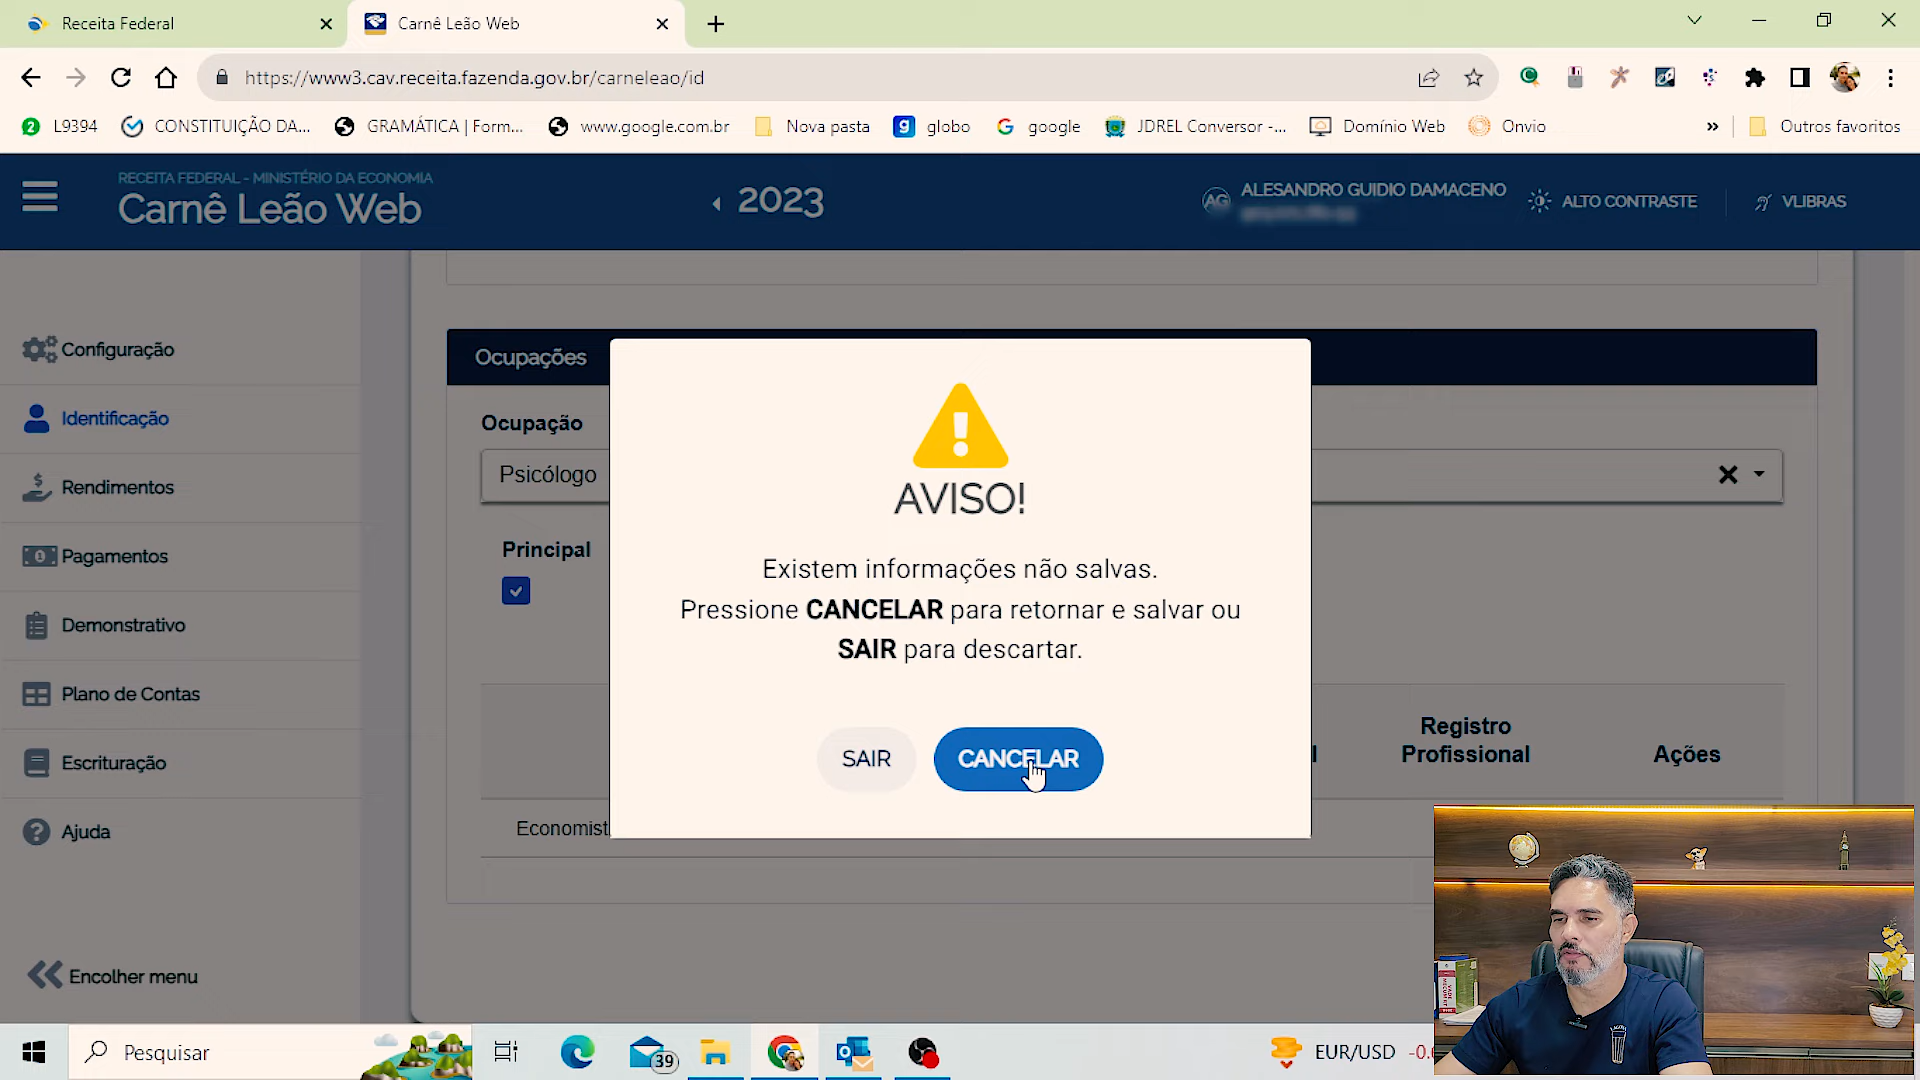 Receita Federal
Carnê Leão Web
https://www3.cav.receita.fazenda.gov.br/carneleao/id
L9394
CONSTITUIÇÃO DA...
GRAMÁTICA | Form...
www.google.com.br
Nova pasta
globo
google
JDREL Conversor -...
Domínio Web
Onvio
»
Outros favoritos
RECEITA FEDERAL - MINISTÉRIO DA ECONOMIA
Carnê Leão Web
2023
AG
ALESANDRO GUIDIO DAMACENO
ALTO CONTRASTE
VLIBRAS
Configuração
Identificação
Rendimentos
Pagamentos
Demonstrativo
Plano de Contas
Escrituração
Ajuda
Encolher menu
Ocupações
Ocupação
Psicólogo
Principal
Registro
Profissional
Ações
Economist
AVISO!
Existem informações não salvas.
Pressione CANCELAR para retornar e salvar ou
SAIR para descartar.
SAIR
CANCELAR
Pesquisar
39
EUR/USD